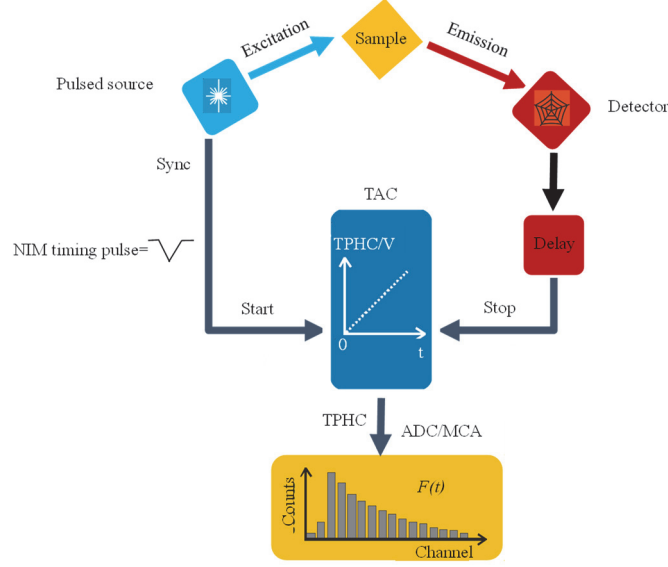 Excitation
Sample
Emission
Pulsed source
Detector
Sync
TAC
NIM timing pulse=
TPHC/V
Delay
Start
Stop
0
t
TPHC
ADC/MCA
F(t)
-Counts
Channel